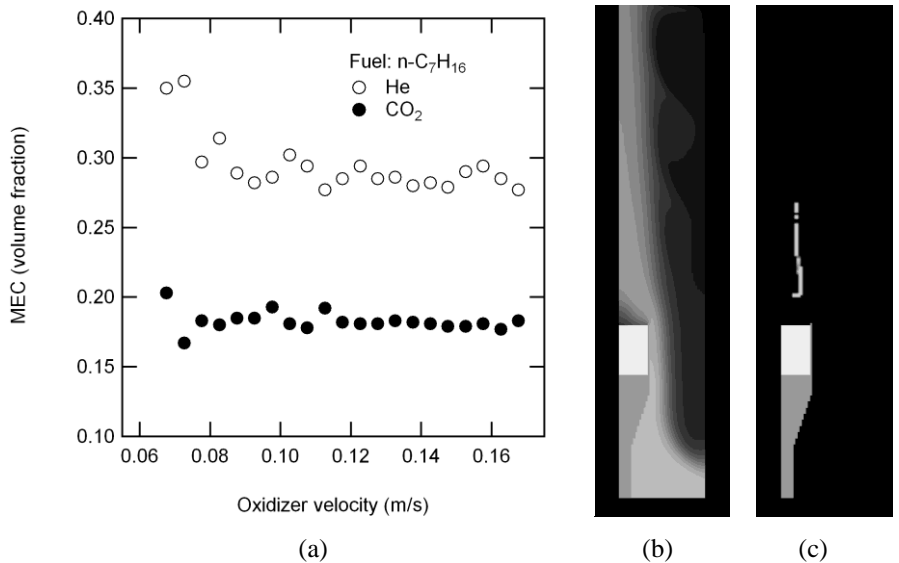 0.40
0.35
0.30
0.25
0.20
0.15
0.10
MEC (volume fraction)
Fuel: n-C7H16
He
CO2
0.06 0.08 0.10 0.12 0.14 0.16
Oxidizer velocity (m/s)
(a) (b) (c)